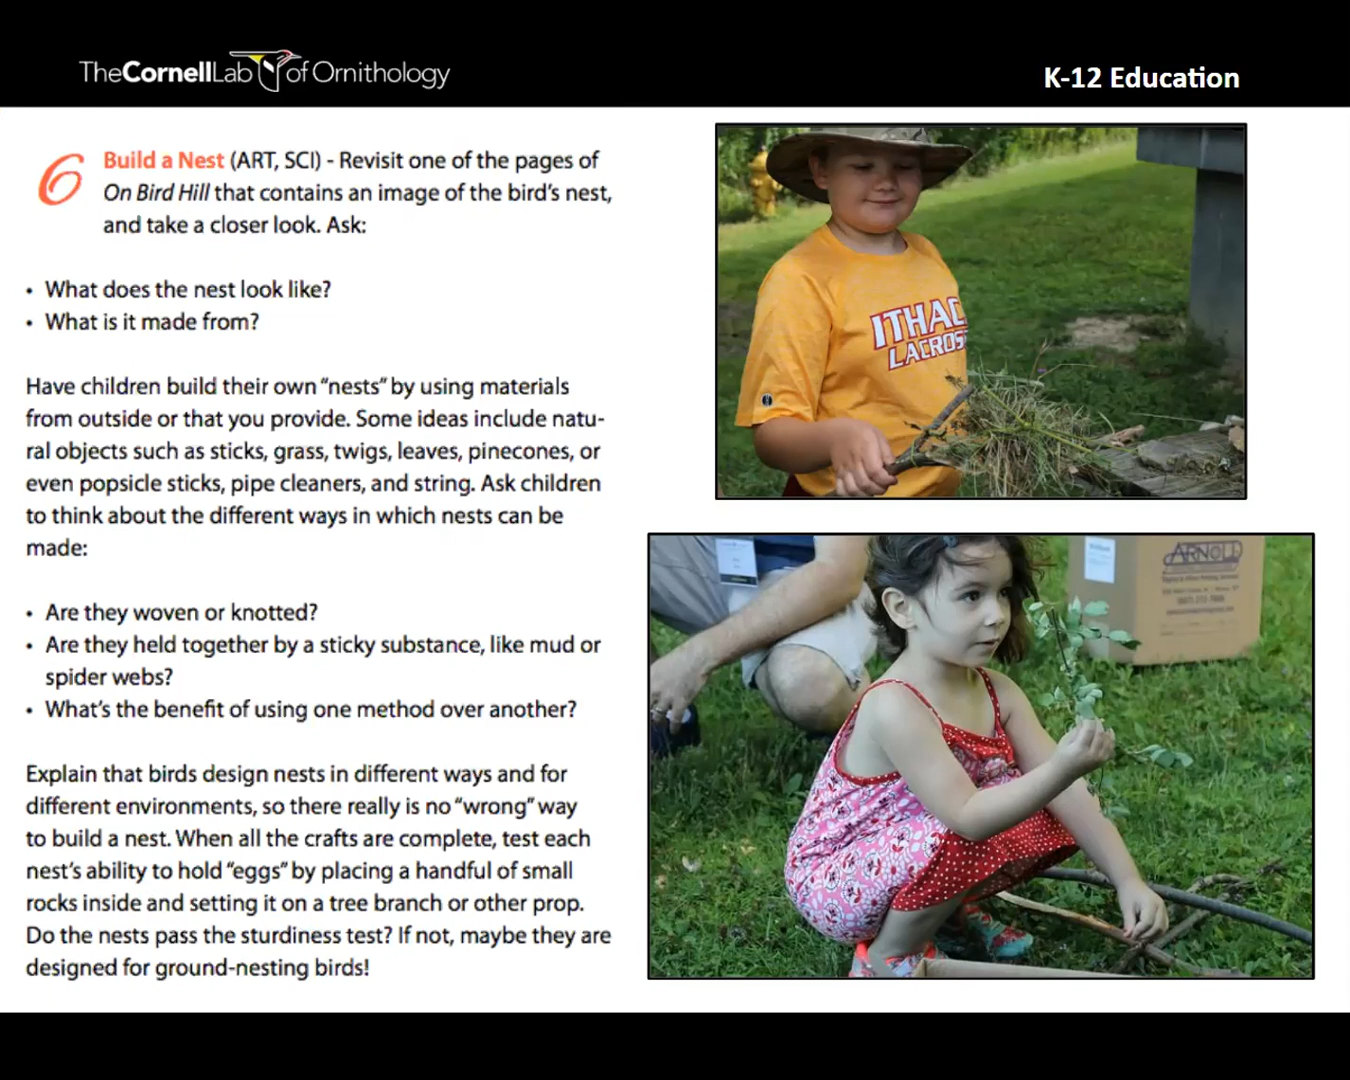 TheCornellLab of Ornithology
K-12 Education
6 Build a Nest (ART, SCI) - Revisit one of the pages of
On Bird Hill that contains an image of the bird's nest,
and take a closer look. Ask:
• What does the nest look like?
• What is it made from?
Have children build their own “nests” by using materials
from outside or that you provide. Some ideas include natu-
ral objects such as sticks, grass, twigs, leaves, pinecones, or
even popsicle sticks, pipe cleaners, and string. Ask children
to think about the different ways in which nests can be
made:
• Are they woven or knotted?
• Are they held together by a sticky substance, like mud or
spider webs?
• What's the benefit of using one method over another?
Explain that birds design nests in different ways and for
different environments, so there really is no “wrong” way
to build a nest. When all the crafts are complete, test each
nest's ability to hold “eggs” by placing a handful of small
rocks inside and setting it on a tree branch or other prop.
Do the nests pass the sturdiness test? If not, maybe they are
designed for ground-nesting birds!
ITHAC
LACROS
ARNOLD